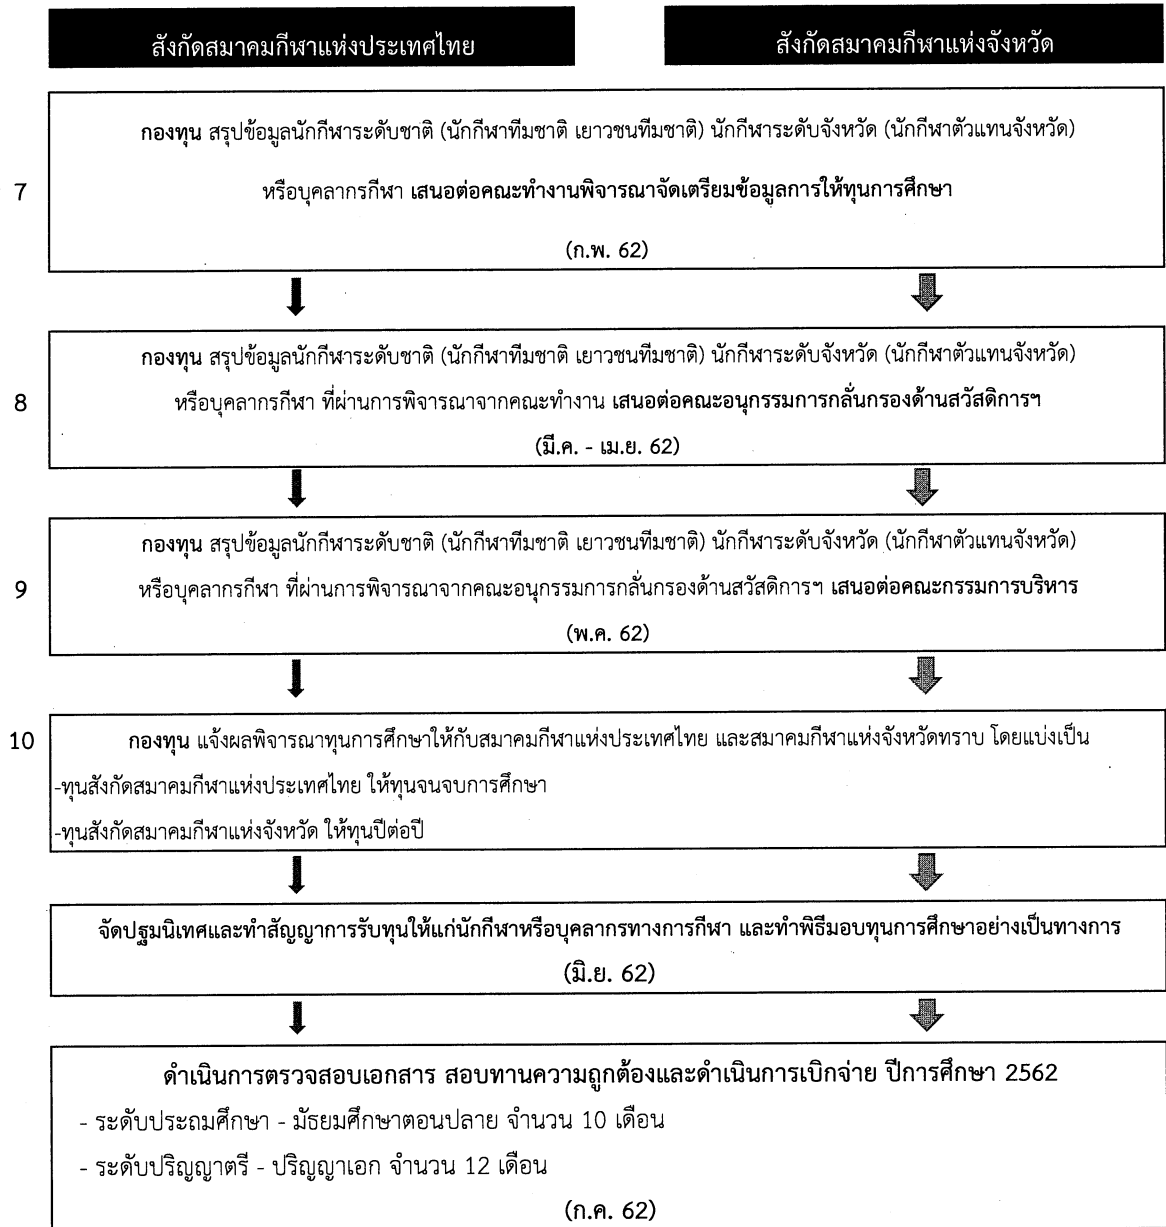 สังกัดสมาคมกีฬาแห่งประเทศไทย
สังกัดสมาคมกีฬาแห่งจังหวัด
กองทุน สรุปข้อมูลนักกีฬาระดับชาติ (นักกีฬาทีมชาติ เยาวชนทีมชาติ) นักกีฬาระดับจังหวัด (นักกีฬาตัวแทนจังหวัด)
7
หรือบุคลากรกีฬา เสนอต่อคณะทำงานพิจารณาจัดเตรียมข้อมูลการให้ทุนการศึกษา
(ก.พ. 62)
กองทุน สรุปข้อมูลนักกีฬาระดับชาติ (นักกีฬาทีมชาติ เยาวชนทีมชาติ) นักกีฬาระดับจังหวัด (นักกีฬาตัวแทนจังหวัด)
8
หรือบุคลากรกีฬา ที่ผ่านการพิจารณาจากคณะทำงาน เสนอต่อคณะอนุกรรมการกลั่นกรองด้านสวัสดิการฯ
(มี.ค. - เม.ย. 62)
กองทุน สรุปข้อมูลนักกีฬาระดับชาติ (นักกีฬาทีมชาติ เยาวชนทีมชาติ) นักกีฬาระดับจังหวัด (นักกีฬาตัวแทนจังหวัด)
9
หรือบุคลากรกีฬา ที่ผ่านการพิจารณาจากคณะอนุกรรมการกลั่นกรองด้านสวัสดิการฯ เสนอต่อคณะกรรมการบริหาร
(พ.ค. 62)
10
กองทุน แจ้งผลพิจารณาทุนการศึกษาให้กับสมาคมกีฬาแห่งประเทศไทย และสมาคมกีฬาแห่งจังหวัดทราบ โดยแบ่งเป็น
-ทุนสังกัดสมาคมกีฬาแห่งประเทศไทย ให้ทุนจนจบการศึกษา
-ทุนสังกัดสมาคมกีฬาแห่งจังหวัด ให้ทุนปีต่อปี
จัดปฐมนิเทศและทำสัญญาการรับทุนให้แก่นักกีฬาหรือบุคลากรทางการกีฬา และทำพิธีมอบทุนการศึกษาอย่างเป็นทางการ
(มิ.ย. 62)
ดำเนินการตรวจสอบเอกสาร สอบทานความถูกต้องและดำเนินการเบิกจ่าย ปีการศึกษา 2562
- ระดับประถมศึกษา - มัธยมศึกษาตอนปลาย จำนวน 10 เดือน
- ระดับปริญญาตรี - ปริญญาเอก จำนวน 12 เดือน
(ก.ค. 62)